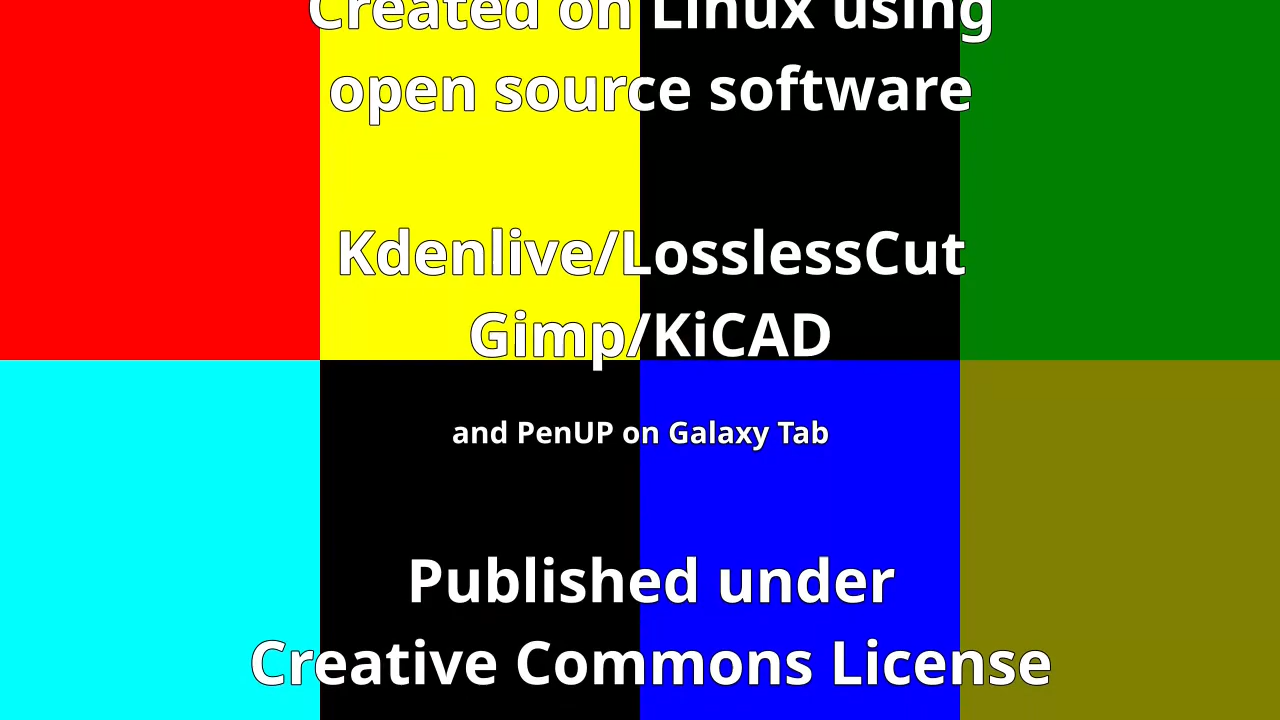 Created on Linux using
open source software
Kdenlive/LosslessCut
Gimp/KiCAD
and PenUP on Galaxy Tab
Published under
Creative Commons License